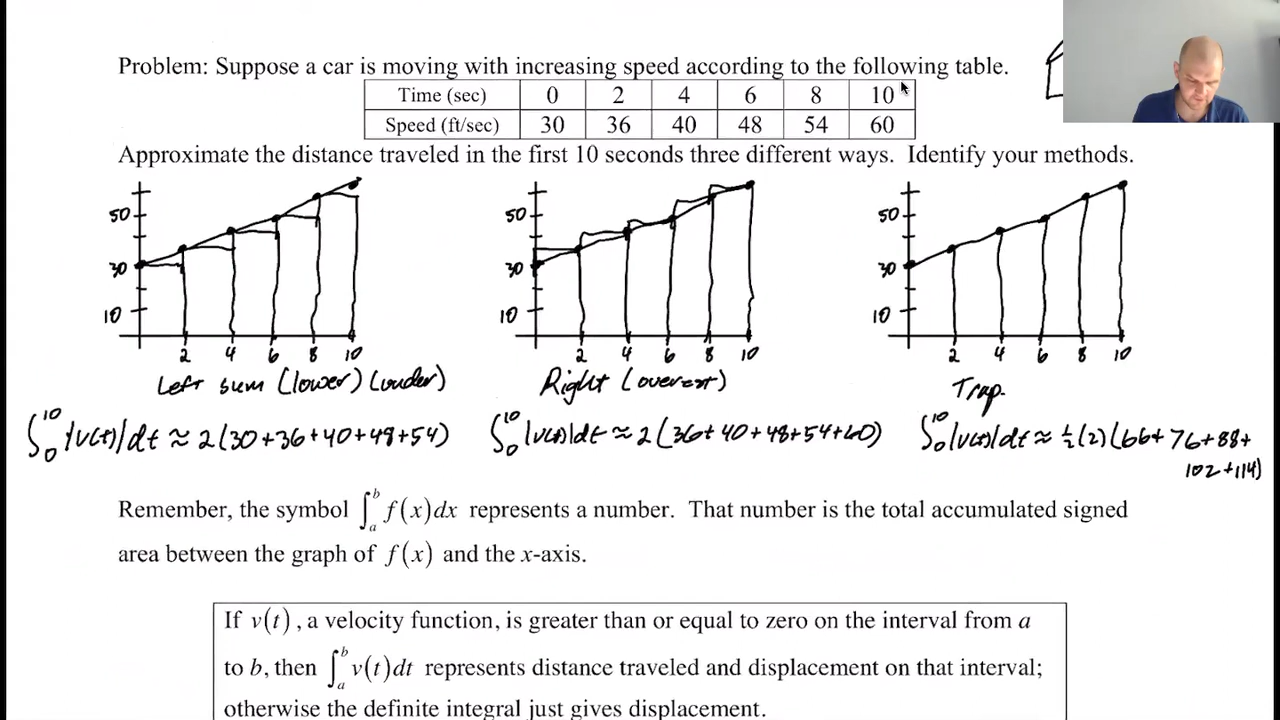 Problem: Suppose a car is moving with increasing speed according to the following table.
Time (sec) 0 2 4 6 8 10
Speed (ft/sec) 30 36 40 48 54 60
Approximate the distance traveled in the first 10 seconds three different ways. Identify your methods.
50 30 10
2 4 6 8 10
50 30 10
2 4 6 8 10
50 30 10
2 4 6 8 10
Left sum (lower) (under)
Right (overest)
Trap.
∫₀¹⁰ |v(t)| dt ≈ 2(30+36+40+48+54)
∫₀¹⁰ |v(t)| dt ≈ 2(36+40+48+54+60)
∫₀¹⁰ |v(t)| dt ≈ ½(2)(66+76+88+
102+114)
Remember, the symbol ∫ₐᵇ f(x)dx represents a number. That number is the total accumulated signed
area between the graph of f(x) and the x-axis.
If v(t), a velocity function, is greater than or equal to zero on the interval from a
to b, then ∫ₐᵇ v(t)dt represents distance traveled and displacement on that interval;
otherwise the definite integral just gives displacement.